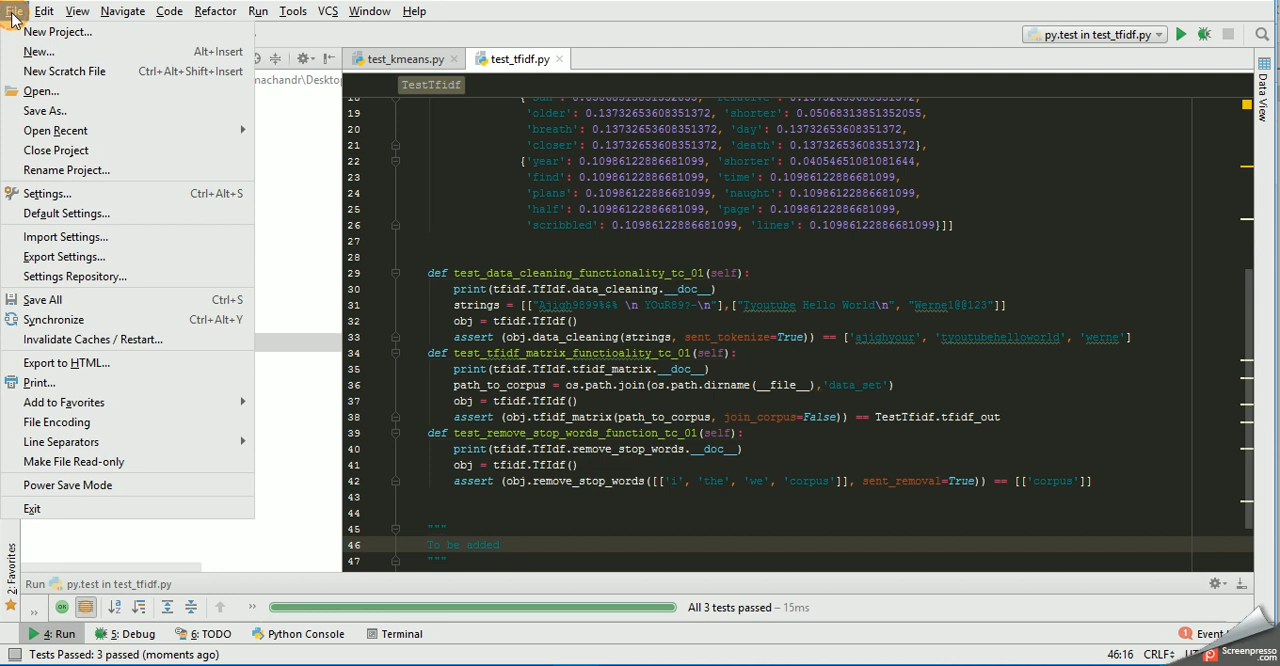 File Edit View Navigate Code Refactor Run Tools VCS Window Help
New Project...
New... Alt+Insert
New Scratch File Ctrl+Alt+Shift+Insert
Open...
Save As..
Open Recent
Close Project
Rename Project...
Settings... Ctrl+Alt+S
Default Settings...
Import Settings...
Export Settings...
Settings Repository...
Save All Ctrl+S
Synchronize Ctrl+Alt+Y
Invalidate Caches / Restart...
Export to HTML...
Print...
Add to Favorites
File Encoding
Line Separators
Make File Read-only
Power Save Mode
Exit
py.test in test_tfidf.py
machandr\Deskto
test_kmeans.py test_tfidf.py
TestTfidf
19 'older': 0.13732653608351372, 'shorter': 0.05068313851352055,
20 'breath': 0.13732653608351372, 'day': 0.13732653608351372,
21 'closer': 0.13732653608351372, 'death': 0.13732653608351372},
22 {'year': 0.10986122886681099, 'shorter': 0.04054651081081644,
23 'find': 0.10986122886681099, 'time': 0.10986122886681099,
24 'plans': 0.10986122886681099, 'naught': 0.10986122886681099,
25 'half': 0.10986122886681099, 'page': 0.10986122886681099,
26 'scribbled': 0.10986122886681099, 'lines': 0.10986122886681099}]]
27
28
29 def test_data_cleaning_functionality_tc_01(self):
30 print(tfidf.TfIdf.data_cleaning.__doc__)
31 strings = [["Ajigh9899%$% \n YOuR89?~\n"],["Tyoutube Hello World\n", "Werne1@@123"]]
32 obj = tfidf.TfIdf()
33 assert (obj.data_cleaning(strings, sent_tokenize=True)) == ['ajighyour', 'tyoutubehelloworld', 'werne']
34 def test_tfidf_matrix_functioality_tc_01(self):
35 print(tfidf.TfIdf.tfidf_matrix.__doc__)
36 path_to_corpus = os.path.join(os.path.dirname(__file__),'data_set')
37 obj = tfidf.TfIdf()
38 assert (obj.tfidf_matrix(path_to_corpus, join_corpus=False)) == TestTfidf.tfidf_out
39 def test_remove_stop_words_function_tc_01(self):
40 print(tfidf.TfIdf.remove_stop_words.__doc__)
41 obj = tfidf.TfIdf()
42 assert (obj.remove_stop_words([['i', 'the', 'we', 'corpus']], sent_removal=True)) == [['corpus']]
43
44
45 """
46 To be added
47 """
Data View
2: Favorites
Run py.test in test_tfidf.py
OK
All 3 tests passed – 15ms
4: Run 5: Debug 6: TODO Python Console Terminal 1 Event
Tests Passed: 3 passed (moments ago) 46:16 CRLF
Screenpresso
.com